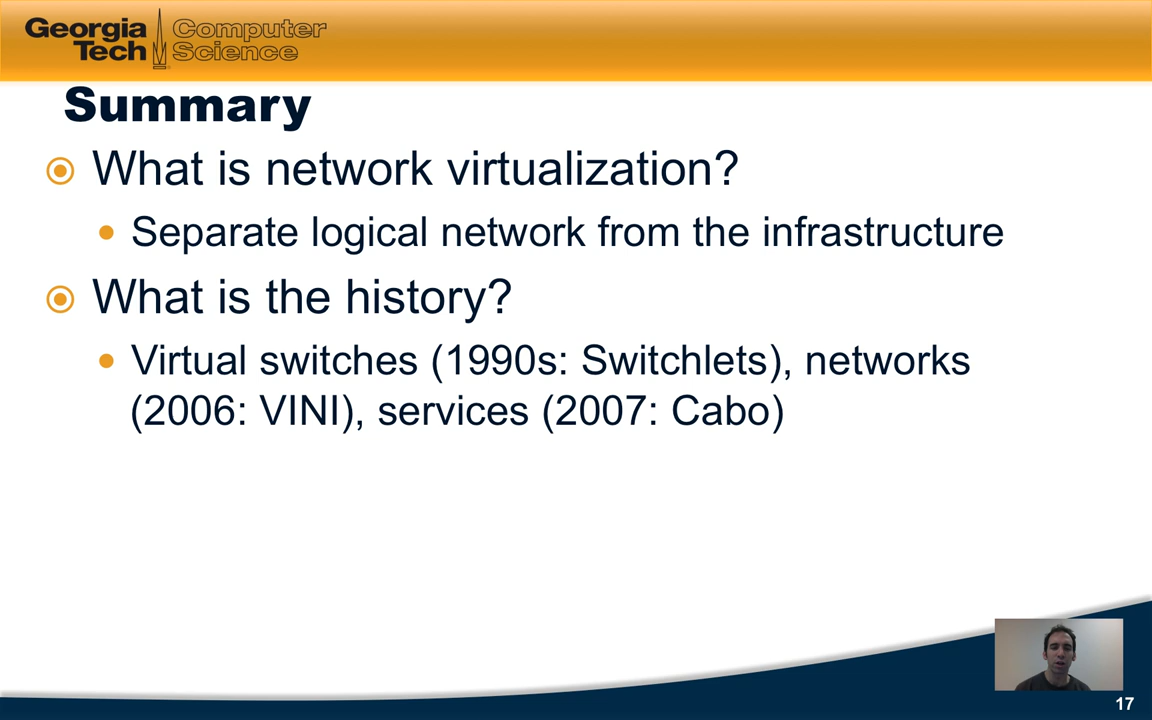 Georgia Tech
Computer Science
Summary
What is network virtualization?
Separate logical network from the infrastructure
What is the history?
Virtual switches (1990s: Switchlets), networks
(2006: VINI), services (2007: Cabo)
17